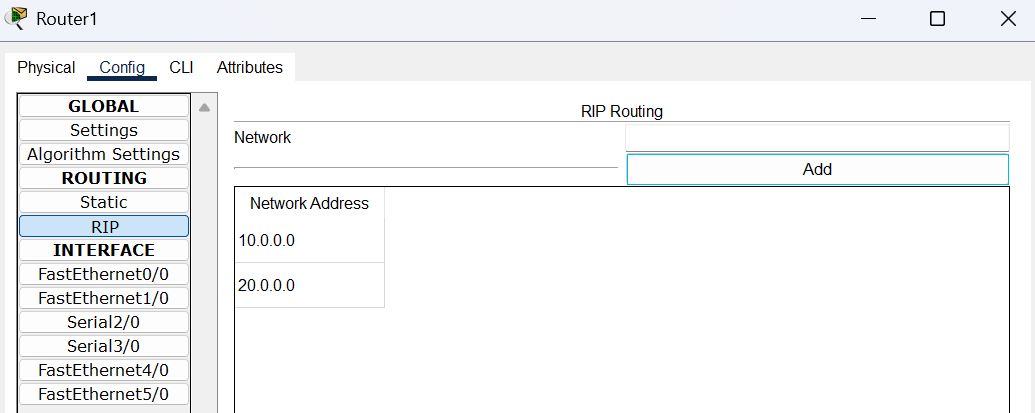 Router1
Physical Config CLI Attributes
GLOBAL
Settings
Algorithm Settings
ROUTING
Static
RIP
INTERFACE
FastEthernet0/0
FastEthernet1/0
Serial2/0
Serial3/0
FastEthernet4/0
FastEthernet5/0
RIP Routing
Network
Add
Network Address
10.0.0.0
20.0.0.0